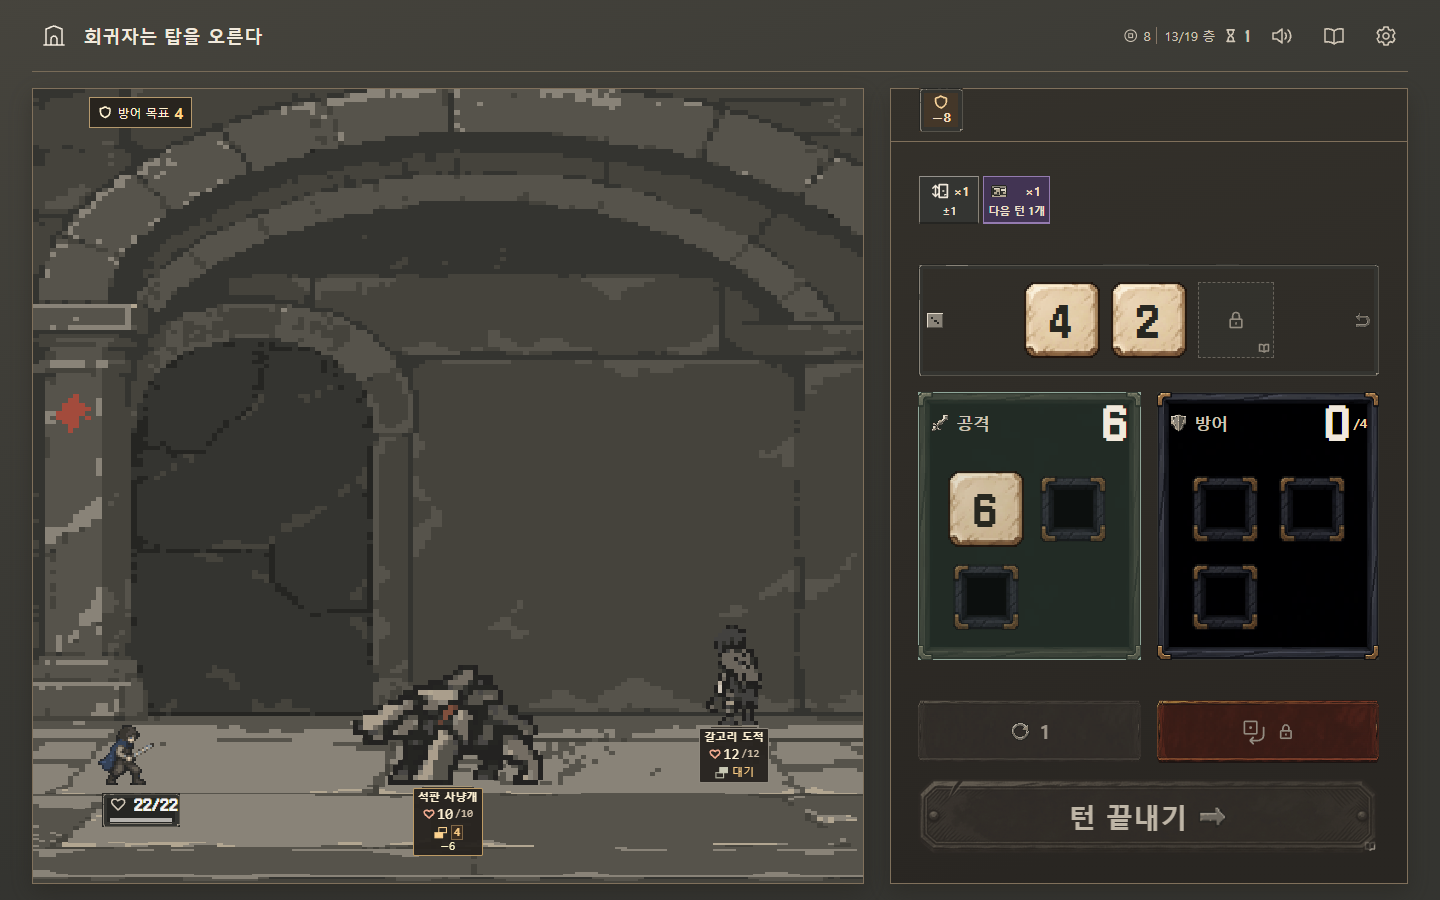 회귀자는 탑을 오른다
8 13/19 층 1
방어 목표 4
−8
×1
±1
×1
다음 턴 1개
4 2
공격 6
방어 0/4
6
갈고리 도적
12/12
대기
22/22
석판 사냥개
10/10
4
−6
1
턴 끝내기